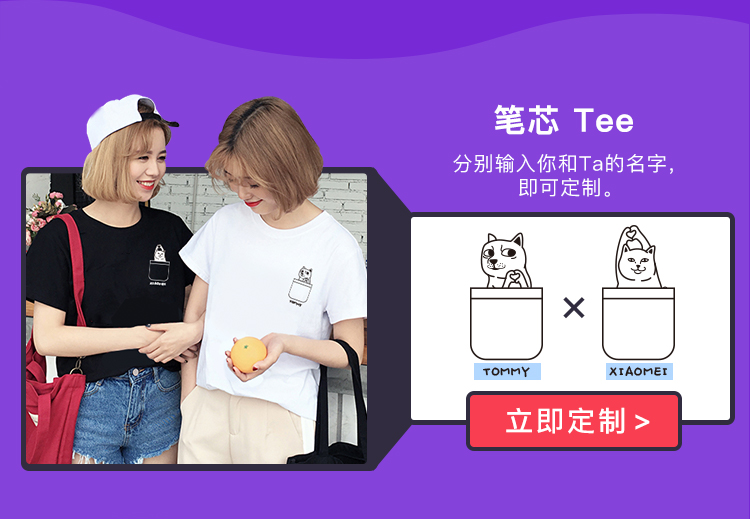 笔芯 Tee
分别输入你和Ta的名字,
即可定制。
TOMMY
XIAOMEI
立即定制 >